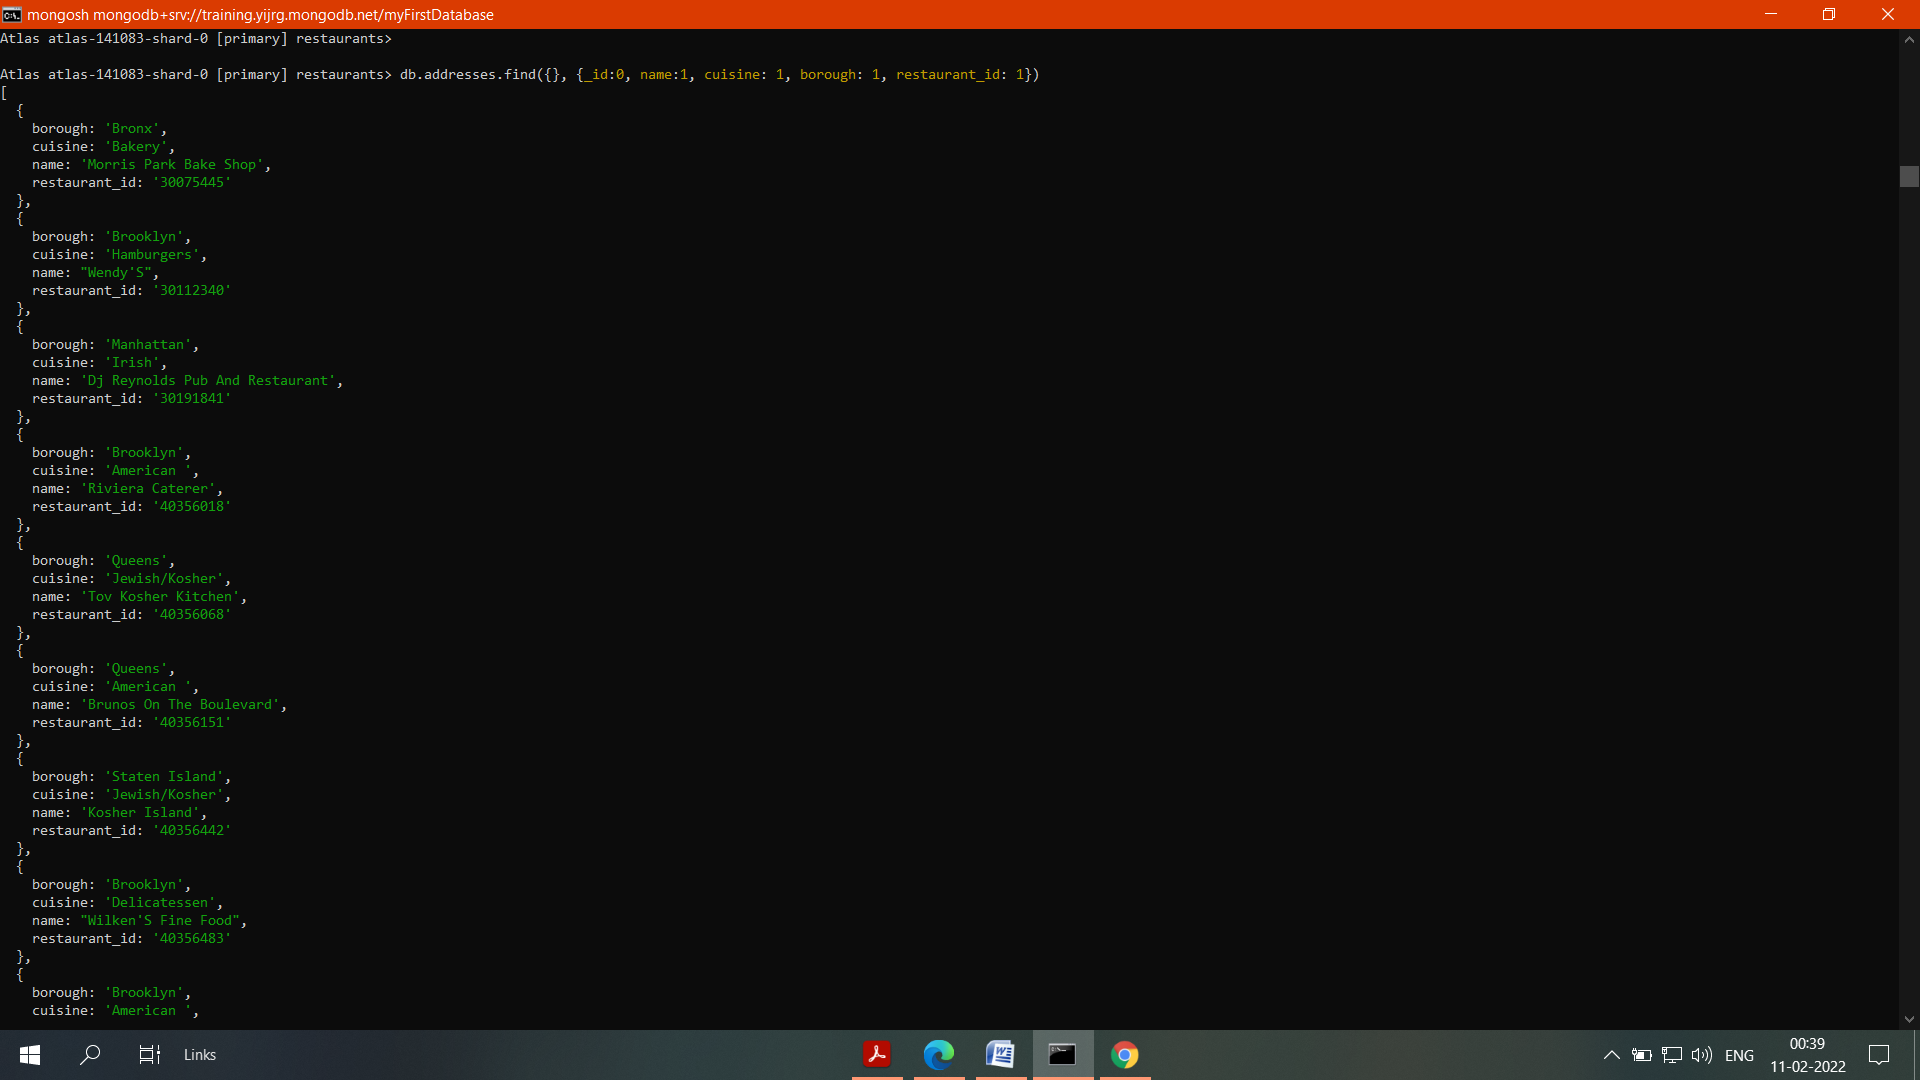 mongosh mongodb+srv://training.yijrg.mongodb.net/myFirstDatabase
Atlas atlas-141083-shard-0 [primary] restaurants>
Atlas atlas-141083-shard-0 [primary] restaurants> db.addresses.find({}, {_id:0, name:1, cuisine: 1, borough: 1, restaurant_id: 1})
[
  {
    borough: 'Bronx',
    cuisine: 'Bakery',
    name: 'Morris Park Bake Shop',
    restaurant_id: '30075445'
  },
  {
    borough: 'Brooklyn',
    cuisine: 'Hamburgers',
    name: "Wendy'S",
    restaurant_id: '30112340'
  },
  {
    borough: 'Manhattan',
    cuisine: 'Irish',
    name: 'Dj Reynolds Pub And Restaurant',
    restaurant_id: '30191841'
  },
  {
    borough: 'Brooklyn',
    cuisine: 'American ',
    name: 'Riviera Caterer',
    restaurant_id: '40356018'
  },
  {
    borough: 'Queens',
    cuisine: 'Jewish/Kosher',
    name: 'Tov Kosher Kitchen',
    restaurant_id: '40356068'
  },
  {
    borough: 'Queens',
    cuisine: 'American ',
    name: 'Brunos On The Boulevard',
    restaurant_id: '40356151'
  },
  {
    borough: 'Staten Island',
    cuisine: 'Jewish/Kosher',
    name: 'Kosher Island',
    restaurant_id: '40356442'
  },
  {
    borough: 'Brooklyn',
    cuisine: 'Delicatessen',
    name: "Wilken'S Fine Food",
    restaurant_id: '40356483'
  },
  {
    borough: 'Brooklyn',
    cuisine: 'American ',
Links
ENG
00:39
11-02-2022